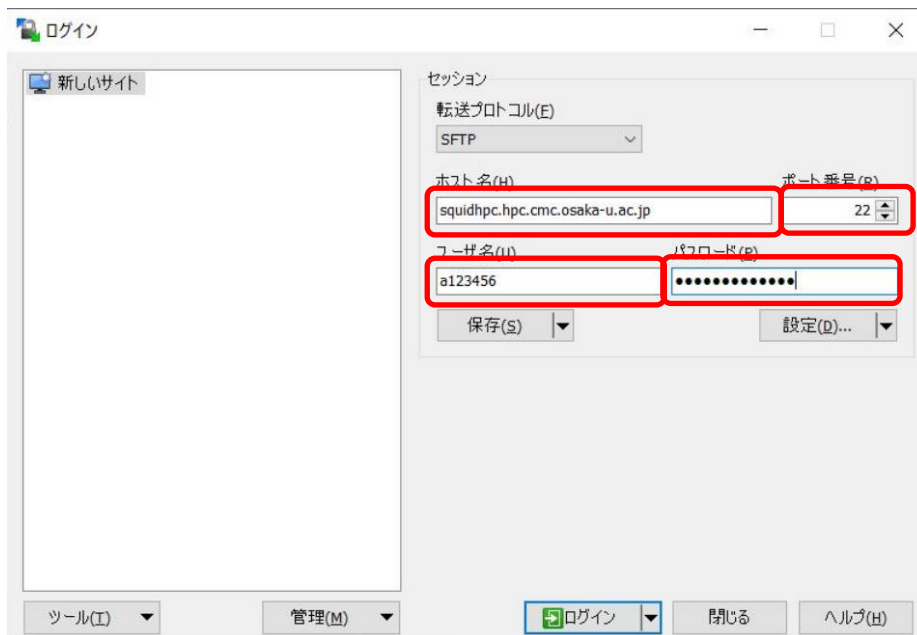 ログイン
新しいサイト
セッション
転送プロトコル(F)
SFTP
ホスト名(H)
ポート番号(R)
squidhpc.hpc.cmc.osaka-u.ac.jp
22
ユーザ名(U)
パスワード(P)
a123456
●●●●●●●●●●●●●
保存(S)
設定(D)...
ツール(T)
管理(M)
ログイン
閉じる
ヘルプ(H)